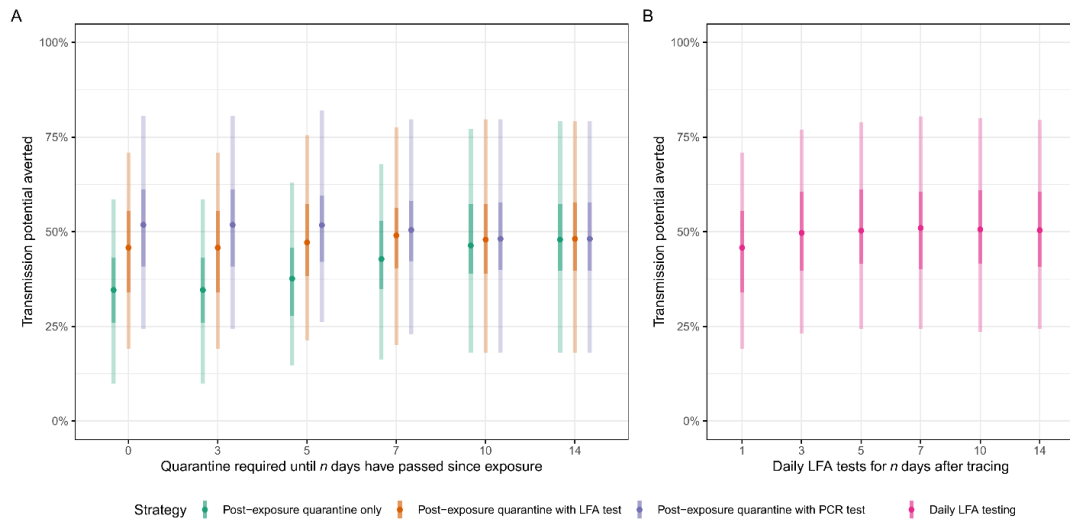 A
B
100%
75%
50%
25%
0%
Transmission potential averted
0 3 5 7 10 14
Quarantine required until n days have passed since exposure
100%
75%
50%
25%
0%
Transmission potential averted
1 3 5 7 10 14
Daily LFA tests for n days after tracing
Strategy Post−exposure quarantine only Post−exposure quarantine with LFA test Post−exposure quarantine with PCR test Daily LFA testing